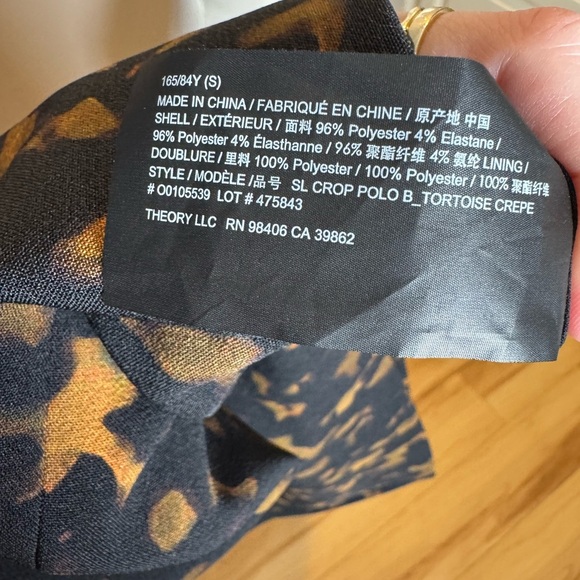 165/84Y (S)
MADE IN CHINA / FABRIQUÉ EN CHINE / 原产地 中国
SHELL / EXTÉRIEUR / 面料 96% Polyester 4% Elastane /
96% Polyester 4% Élasthanne / 96% 聚酯纤维 4% 氨纶 LINING /
DOUBLURE / 里料 100% Polyester / 100% Polyester / 100% 聚酯纤维
STYLE / MODÈLE / 品号 SL CROP POLO B_TORTOISE CREPE
# O0105539 LOT # 475843
THEORY LLC RN 98406 CA 39862